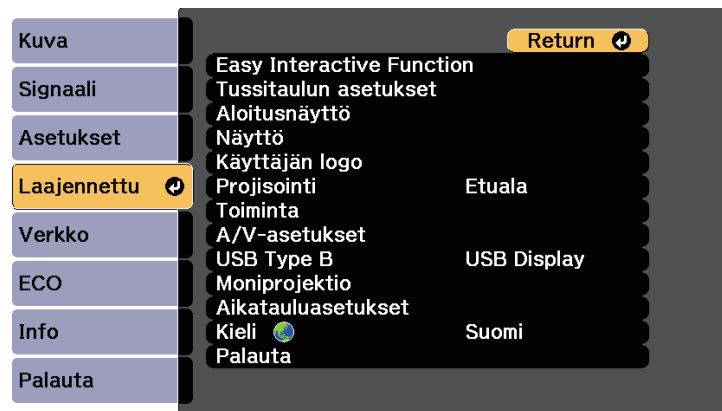 Kuva
Signaali
Asetukset
Laajennettu
Verkko
ECO
Info
Palauta
Return
Easy Interactive Function
Tussitaulun asetukset
Aloitusnäyttö
Näyttö
Käyttäjän logo
Projisointi Etuala
Toiminta
A/V-asetukset
USB Type B USB Display
Moniprojektio
Aikatauluasetukset
Kieli Suomi
Palauta